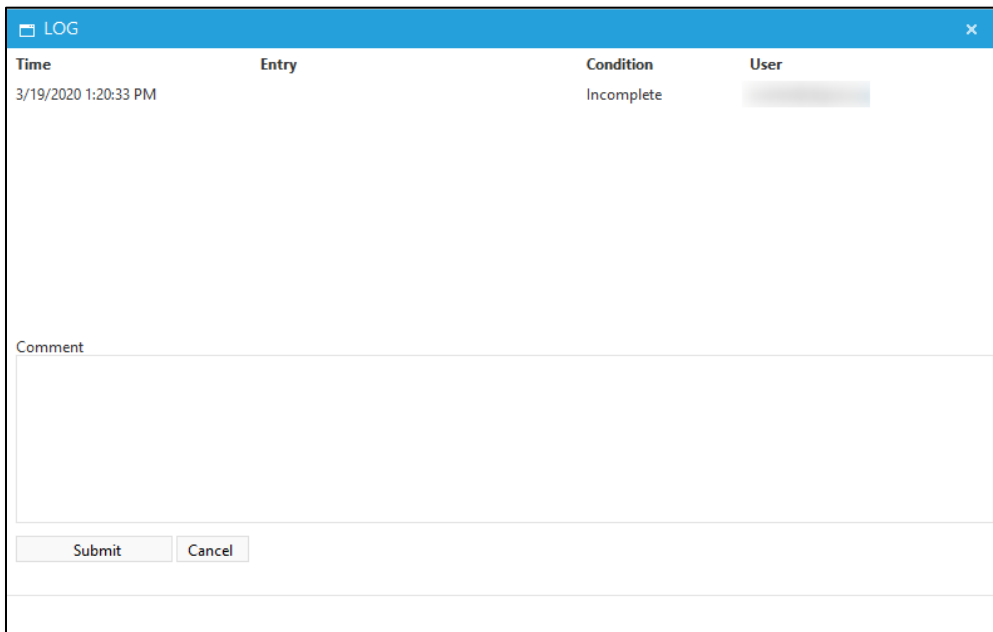 LOG
Time Entry Condition User
3/19/2020 1:20:33 PM Incomplete
Comment
Submit Cancel